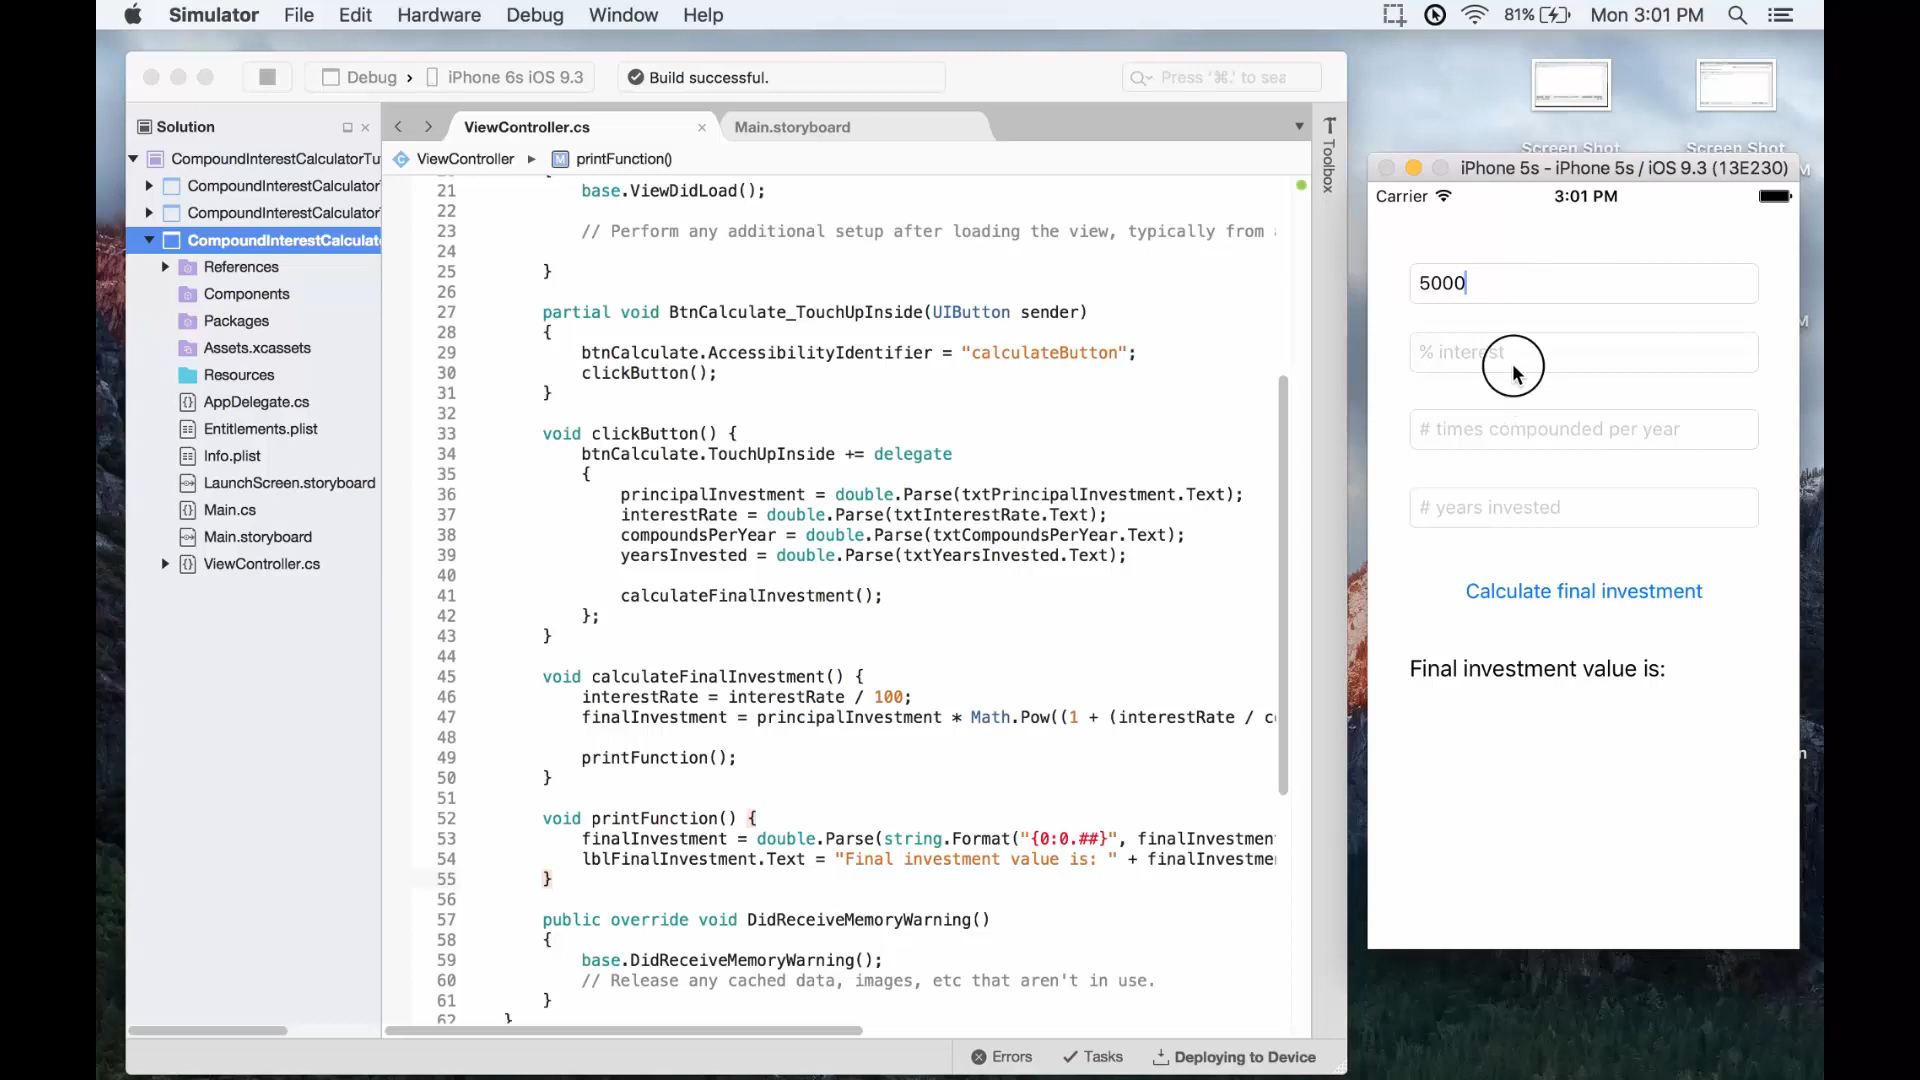 Simulator File Edit Hardware Debug Window Help
81% Mon 3:01 PM
Debug › iPhone 6s iOS 9.3
Build successful.
Press '⌘.' to sea
Solution
CompoundInterestCalculatorTu
CompoundInterestCalculator
CompoundInterestCalculator
CompoundInterestCalculate
References
Components
Packages
Assets.xcassets
Resources
AppDelegate.cs
Entitlements.plist
Info.plist
LaunchScreen.storyboard
Main.cs
Main.storyboard
ViewController.cs
ViewController.cs Main.storyboard
ViewController ▸ M printFunction()
21 base.ViewDidLoad();
22
23 // Perform any additional setup after loading the view, typically from a
24
25 }
26
27 partial void BtnCalculate_TouchUpInside(UIButton sender)
28 {
29 btnCalculate.AccessibilityIdentifier = "calculateButton";
30 clickButton();
31 }
32
33 void clickButton() {
34 btnCalculate.TouchUpInside += delegate
35 {
36 principalInvestment = double.Parse(txtPrincipalInvestment.Text);
37 interestRate = double.Parse(txtInterestRate.Text);
38 compoundsPerYear = double.Parse(txtCompoundsPerYear.Text);
39 yearsInvested = double.Parse(txtYearsInvested.Text);
40
41 calculateFinalInvestment();
42 };
43 }
44
45 void calculateFinalInvestment() {
46 interestRate = interestRate / 100;
47 finalInvestment = principalInvestment * Math.Pow((1 + (interestRate / c
48
49 printFunction();
50 }
51
52 void printFunction() {
53 finalInvestment = double.Parse(string.Format("{0:0.##}", finalInvestment
54 lblFinalInvestment.Text = "Final investment value is: " + finalInvestme
55 }
56
57 public override void DidReceiveMemoryWarning()
58 {
59 base.DidReceiveMemoryWarning();
60 // Release any cached data, images, etc that aren't in use.
61 }
62 }
Toolbox
Errors Tasks Deploying to Device
Screen Shot Screen Shot
iPhone 5s - iPhone 5s / iOS 9.3 (13E230)
Carrier 3:01 PM
5000
% interest
# times compounded per year
# years invested
Calculate final investment
Final investment value is: